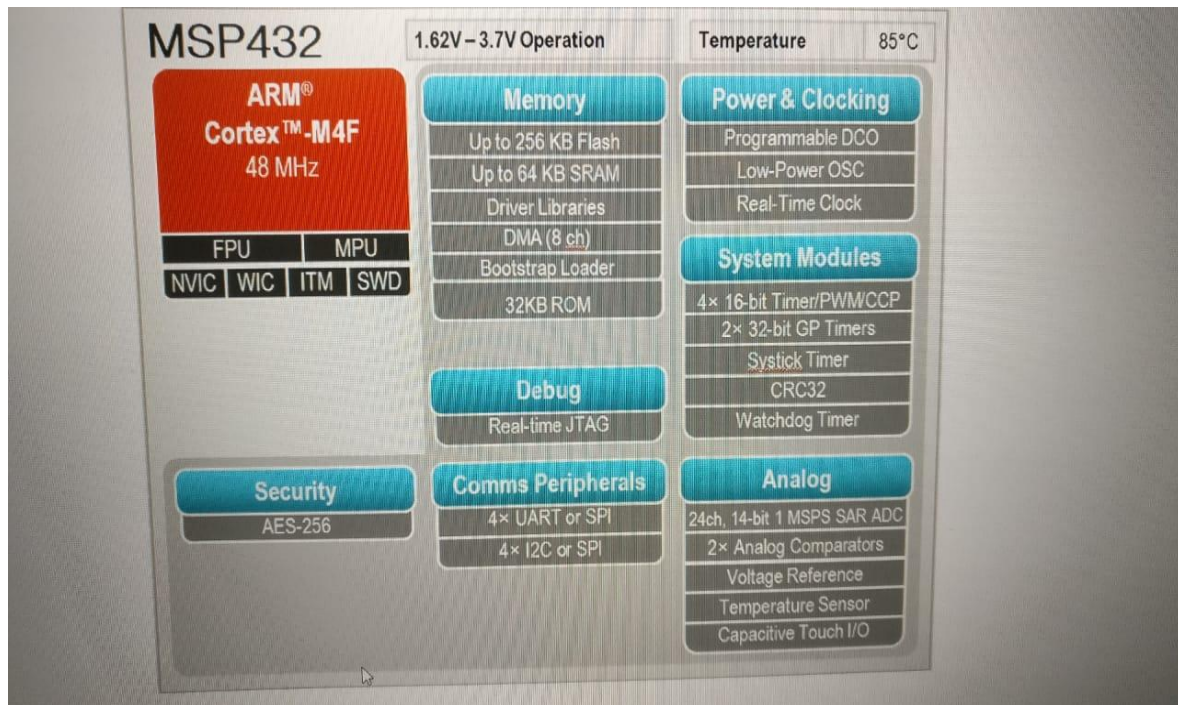 MSP432
1.62V – 3.7V Operation
Temperature 85°C
ARM®
Cortex™-M4F
48 MHz
FPU MPU
NVIC WIC ITM SWD
Memory
Up to 256 KB Flash
Up to 64 KB SRAM
Driver Libraries
DMA (8 ch)
Bootstrap Loader
32KB ROM
Debug
Real-time JTAG
Power & Clocking
Programmable DCO
Low-Power OSC
Real-Time Clock
System Modules
4× 16-bit Timer/PWM/CCP
2× 32-bit GP Timers
Systick Timer
CRC32
Watchdog Timer
Security
AES-256
Comms Peripherals
4× UART or SPI
4× I2C or SPI
Analog
24ch, 14-bit 1 MSPS SAR ADC
2× Analog Comparators
Voltage Reference
Temperature Sensor
Capacitive Touch I/O